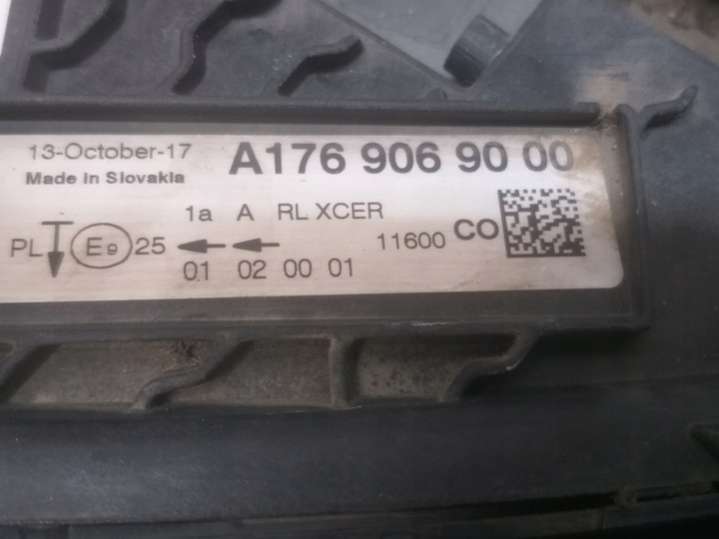 13-October-17 A176 906 90 00
Made in Slovakia
1a A RL XCER
PL E9 25 11600 CO
01 02 00 01